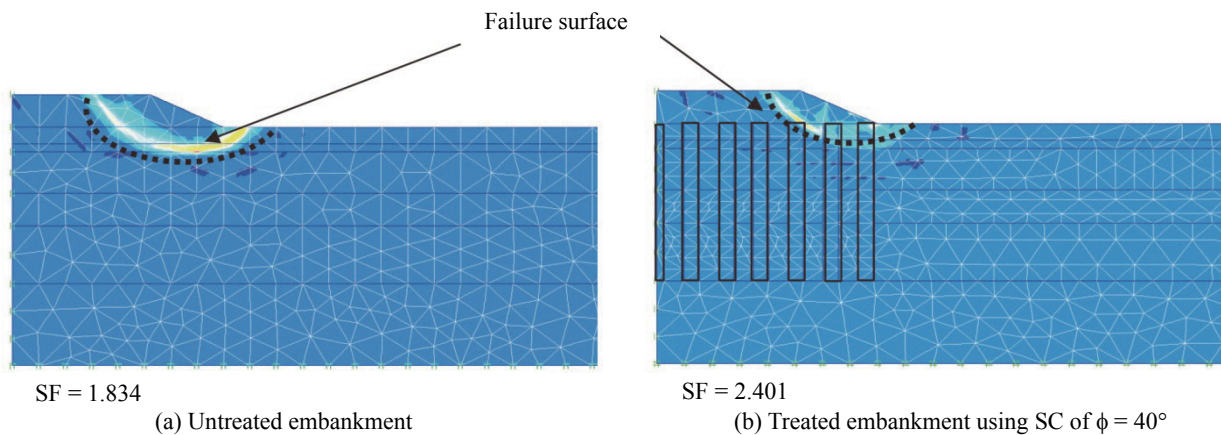 Failure surface
SF = 1.834
(a) Untreated embankment
SF = 2.401
(b) Treated embankment using SC of ϕ = 40°